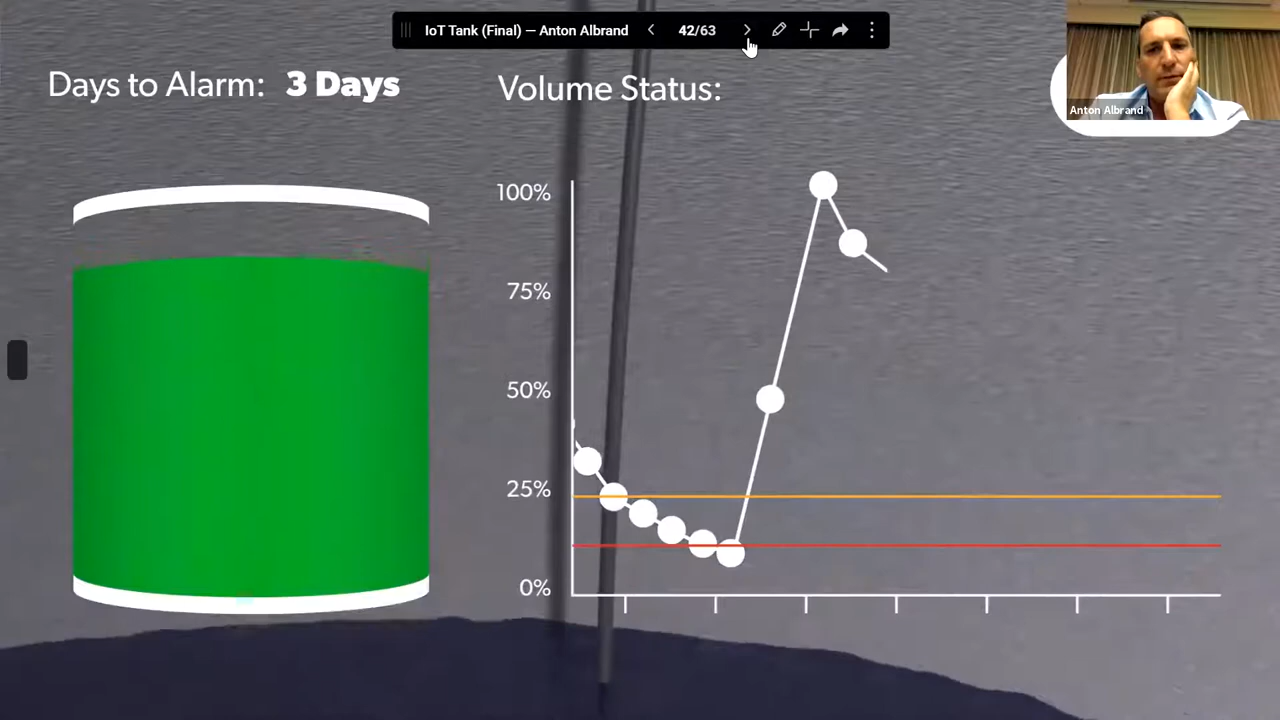 IoT Tank (Final) — Anton Albrand
42/63
Anton Albrand
Days to Alarm: 3 Days
Volume Status:
100%
75%
50%
25%
0%